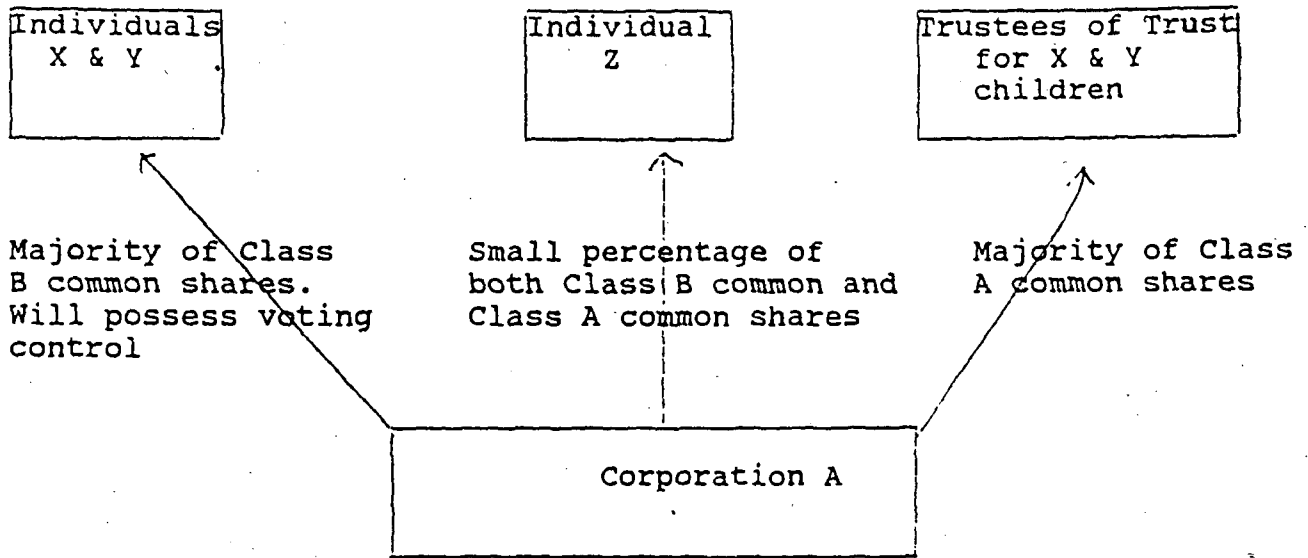 Individuals
X & Y
Individual
Z
Trustees of Trust
for X & Y
children
Majority of Class
B common shares.
Will possess voting
control
Small percentage of
both Class B common and
Class A common shares
Majority of Class
A common shares
Corporation A